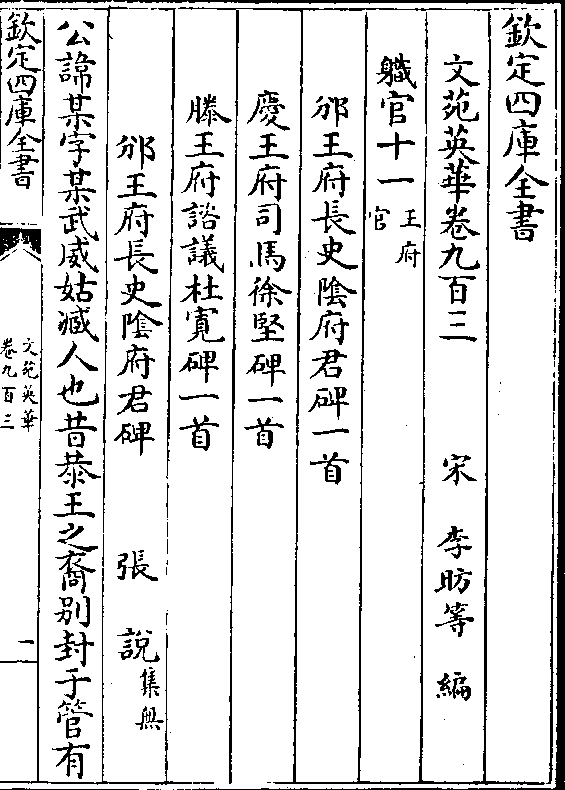 欽定四庫全書
文苑英華卷九百三
宋 李昉等 編
職官十一 王府官
邠王府長史陰府君碑一首
慶王府司馬徐堅碑一首
滕王府諮議杜寛碑一首
邠王府長史陰府君碑 張說 集無
公諱某字某武威姑臧人也昔恭王之裔别封于管有
欽定四庫全書
文苑英華
卷九百三
一